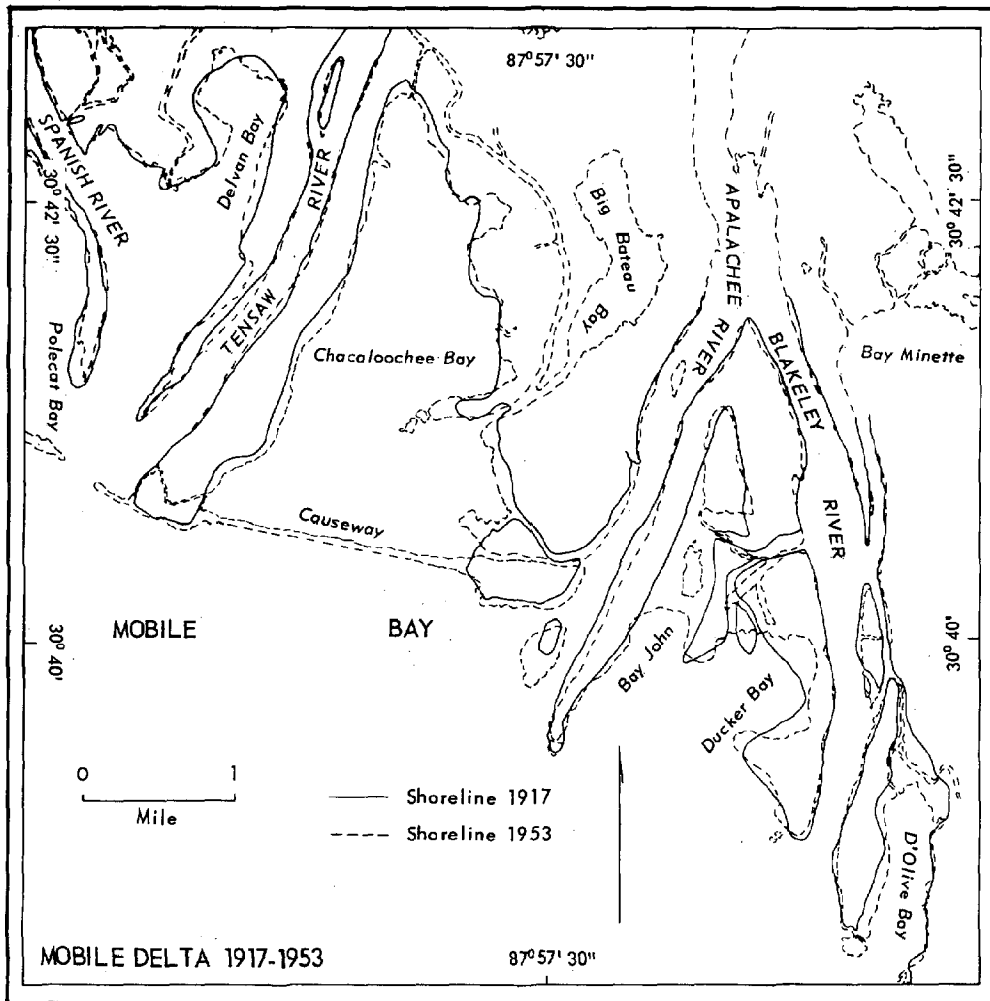 87° 57' 30"
SPANISH RIVER
Delvan Bay
RIVER
TENSAW
30° 42' 30"
Polecat Bay
Chacaloochee Bay
Big
Bateau
Bay
APALACHEE
RIVER
BLAKELEY
RIVER
30° 42' 30"
Bay Minette
Causeway
MOBILE BAY
30° 40'
Bay John
Ducker Bay
30° 40'
D'Olive Bay
0 1
Mile
Shoreline 1917
Shoreline 1953
MOBILE DELTA 1917-1953
87° 57' 30"